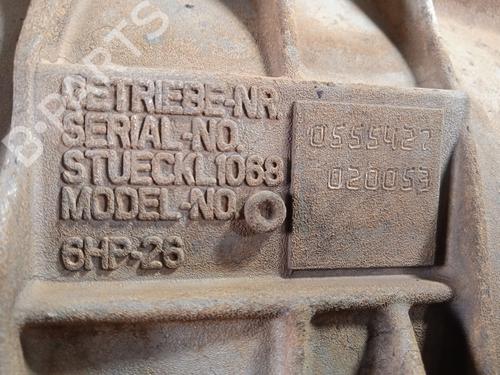 B-PARTS
GETRIEBE-NR.
SERIAL-NO.
STUECKL1068
MODEL-NO.
6HP-26
0555427
020053